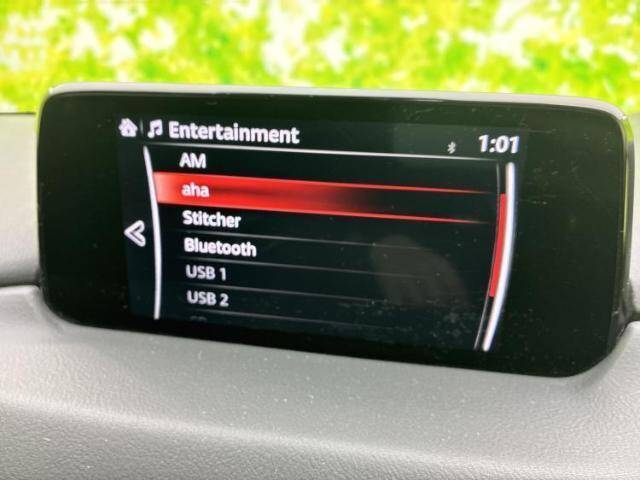 Entertainment 1:01
AM
aha
Stitcher
Bluetooth
USB 1
USB 2